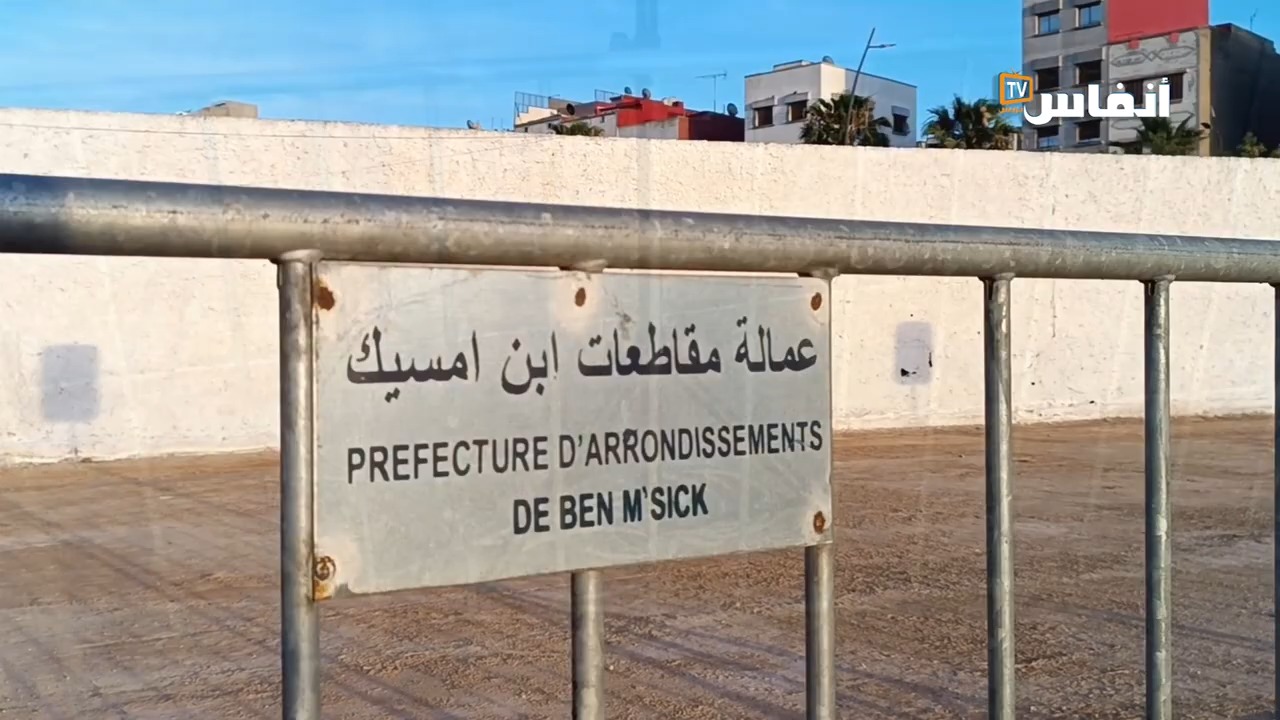 TV أنفاس
عمالة مقاطعات ابن امسيك
PREFECTURE D'ARRONDISSEMENTS
DE BEN M'SICK